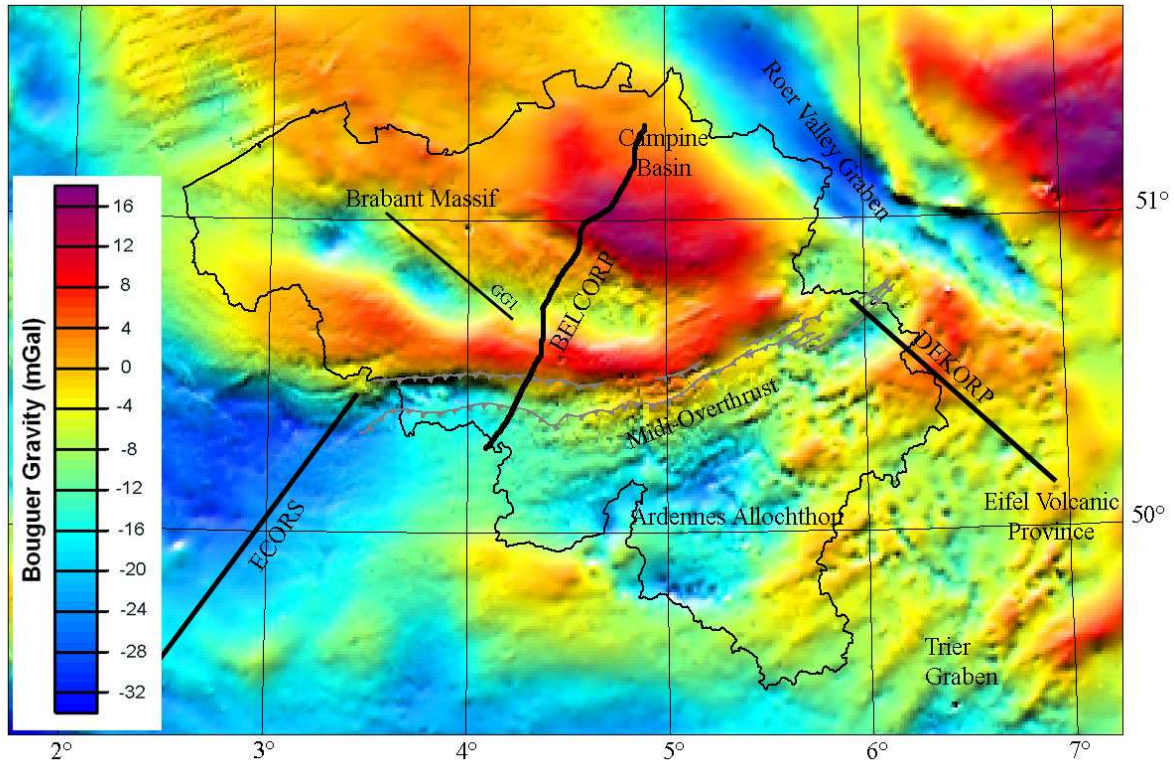 Roer Valley Graben
Campine
Basin
Brabant Massif
GG1
BELCORP
Midi-Overthrust
DEKORP
Eifel Volcanic
Province
Ardennes Allochthon
ECORS
Trier
Graben
Bouguer Gravity (mGal)
16
12
8
4
0
-4
-8
-12
-16
-20
-24
-28
-32
51°
50°
2°
3°
4°
5°
6°
7°